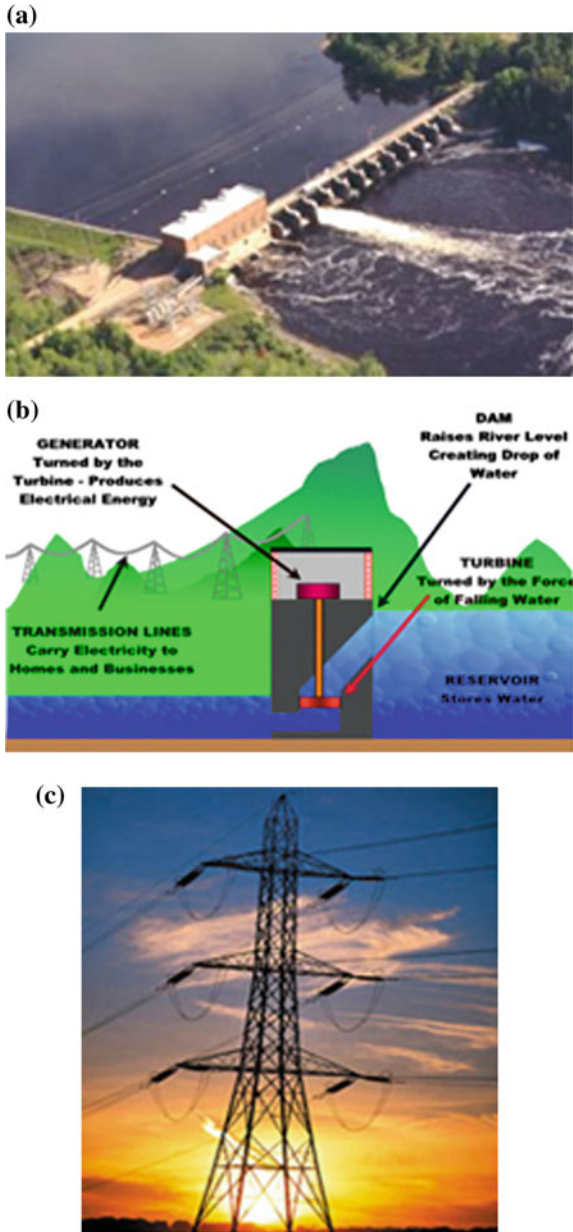 (a)
(b)
GENERATOR
Turned by the
Turbine - Produces
Electrical Energy
DAM
Raises River Level
Creating Drop of
Water
TURBINE
Turned by the Force
of Falling Water
TRANSMISSION LINES
Carry Electricity to
Homes and Businesses
RESERVOIR
Stores Water
(c)